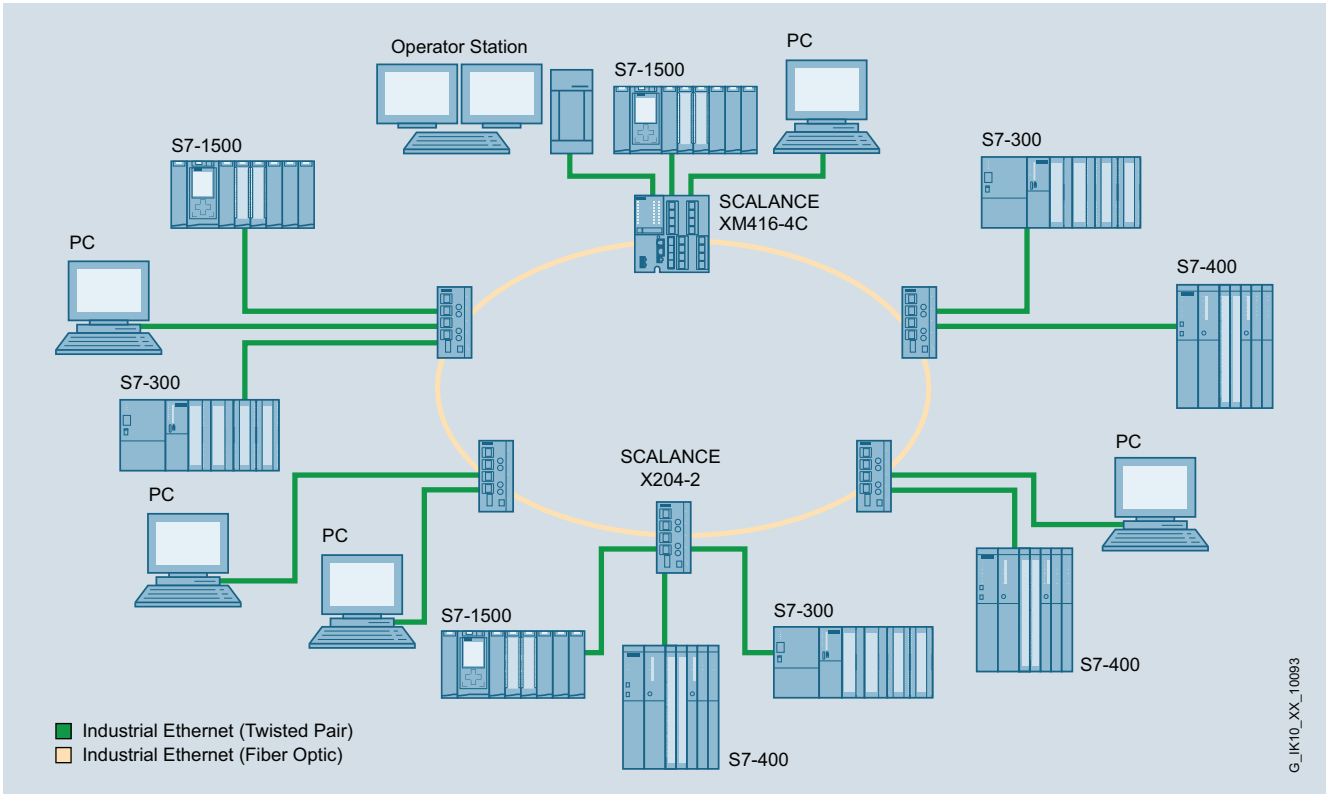 Operator Station
PC
S7-1500
S7-1500
S7-300
SCALANCE
XM416-4C
PC
S7-400
S7-300
PC
SCALANCE
X204-2
PC
PC
S7-1500
S7-300
S7-400
S7-400
Industrial Ethernet (Twisted Pair)
Industrial Ethernet (Fiber Optic)
G_IK10_XX_10093